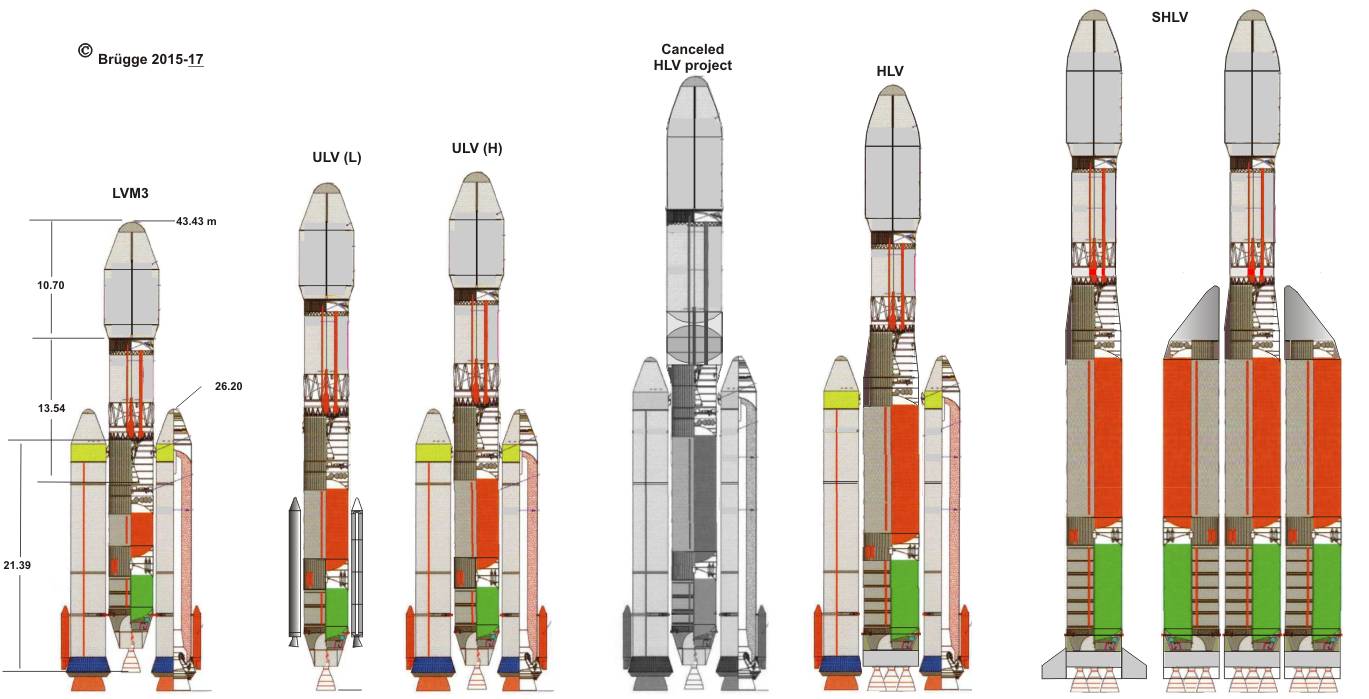 © Brügge 2015-17
LVM3
ULV (L)
ULV (H)
Canceled
HLV project
HLV
SHLV
43.43 m
10.70
13.54
26.20
21.39